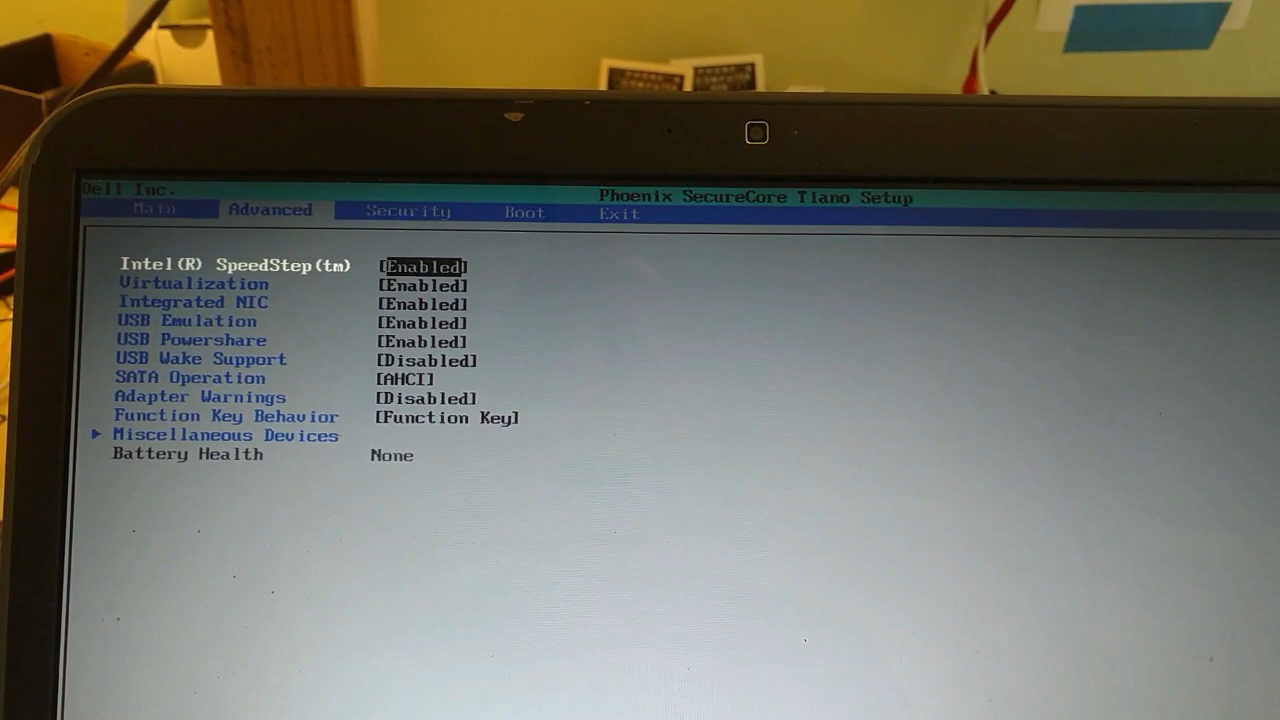 Dell Inc.
Phoenix SecureCore Tiano Setup
Main Advanced Security Boot Exit
Intel(R) SpeedStep(tm) [Enabled]
Virtualization [Enabled]
Integrated NIC [Enabled]
USB Emulation [Enabled]
USB Powershare [Enabled]
USB Wake Support [Disabled]
SATA Operation [AHCI]
Adapter Warnings [Disabled]
Function Key Behavior [Function Key]
▶ Miscellaneous Devices
Battery Health None